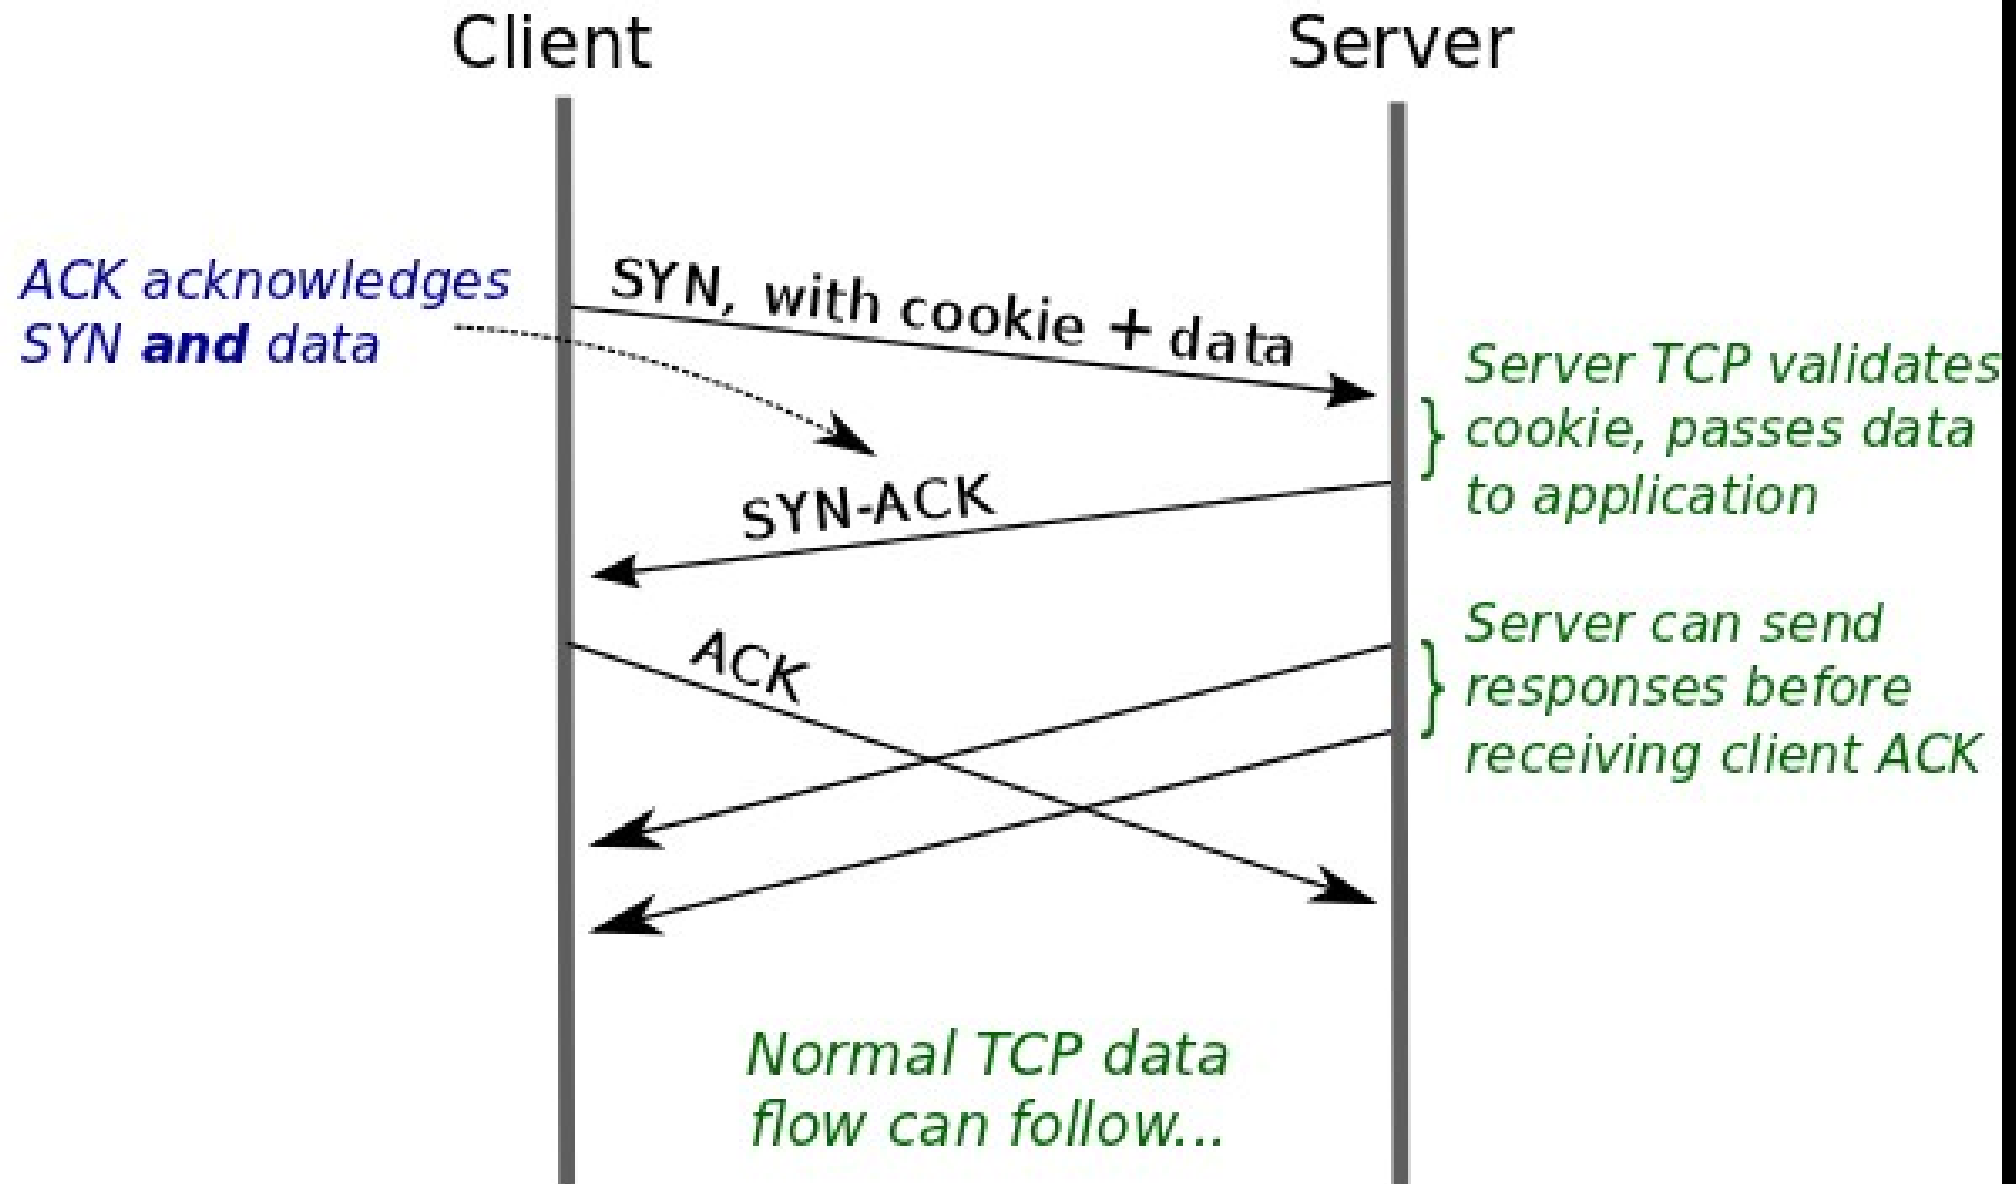 Client
Server
ACK acknowledges
SYN and data
SYN, with cookie + data
Server TCP validates
cookie, passes data
to application
SYN-ACK
ACK
Server can send
responses before
receiving client ACK
Normal TCP data
flow can follow...